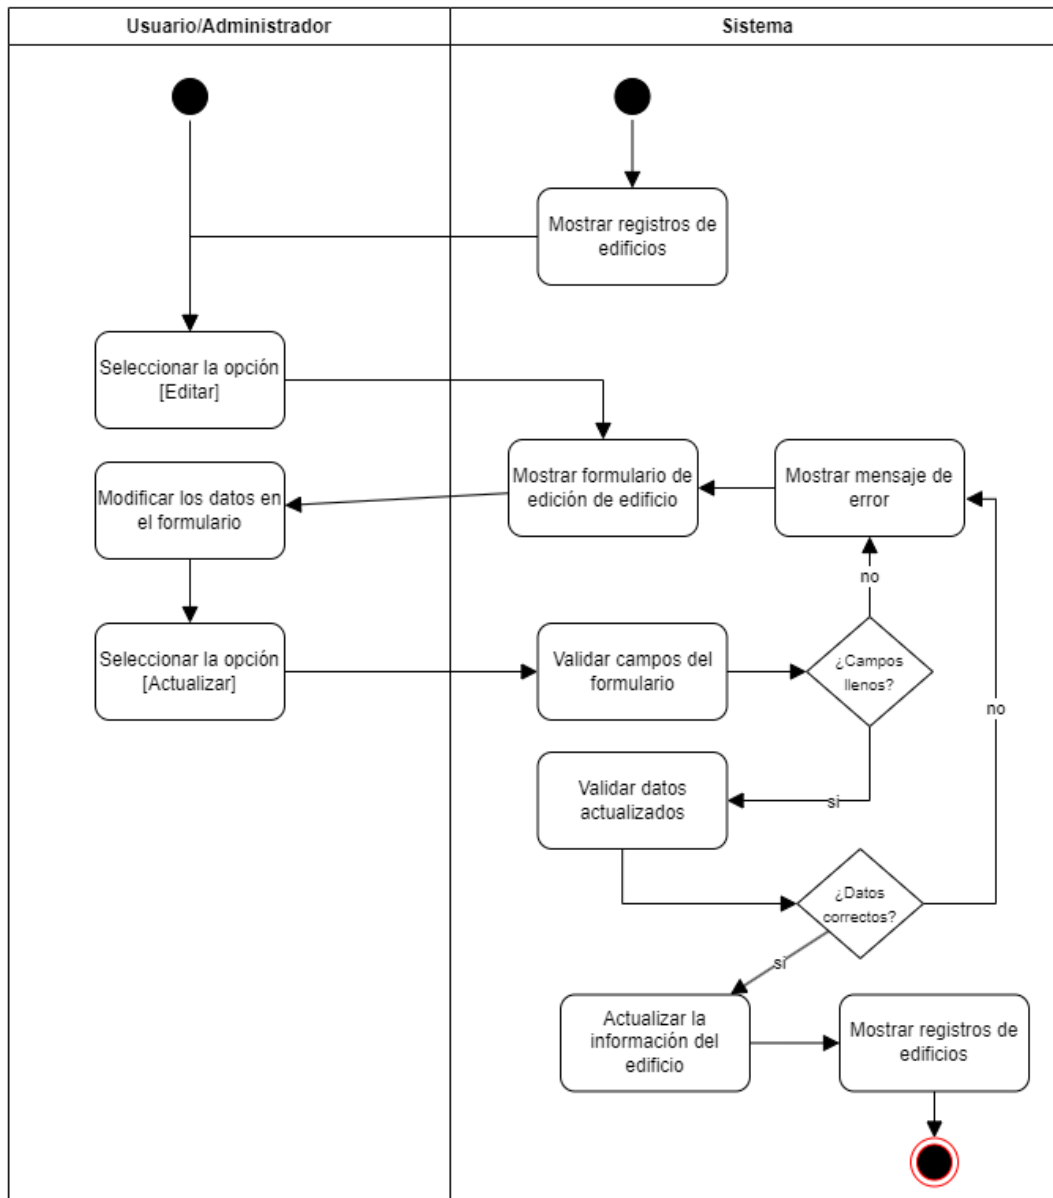 Usuario/Administrador
Sistema
Mostrar registros de
edificios
Seleccionar la opción
[Editar]
Mostrar formulario de
edición de edificio
Mostrar mensaje de
error
Modificar los datos en
el formulario
no
Seleccionar la opción
[Actualizar]
Validar campos del
formulario
¿Campos
llenos?
no
Validar datos
actualizados
si
¿Datos
correctos?
si
Actualizar la
información del
edificio
Mostrar registros de
edificios